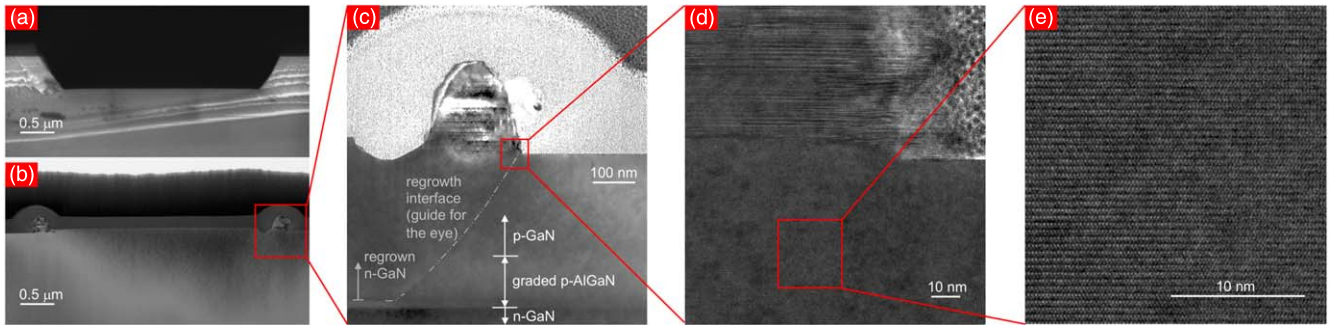 (a)
0.5 μm
(b)
0.5 μm
(c)
100 nm
regrowth
interface
(guide for
the eye)
p-GaN
regrown
n-GaN
graded p-AlGaN
n-GaN
(d)
10 nm
(e)
10 nm